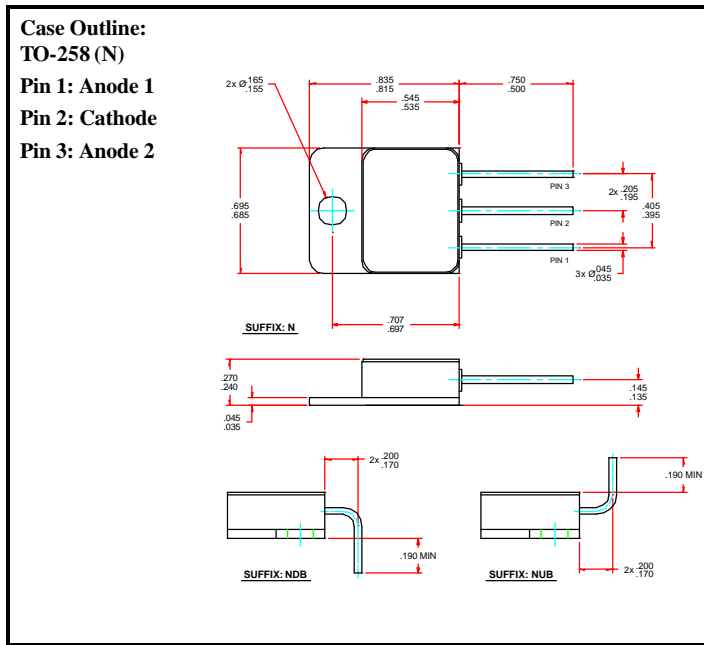 Case Outline:
TO-258 (N)
Pin 1: Anode 1
Pin 2: Cathode
Pin 3: Anode 2
2x Ø.165
.155
.835
.815
.750
.500
.545
.535
.695
.685
PIN 3
PIN 2
PIN 1
2x .205
.195
.405
.395
3x Ø.045
.035
.707
.697
SUFFIX: N
.270
.240
.045
.035
.145
.135
2x .200
.170
.190 MIN
SUFFIX: NDB
.190 MIN
2x .200
.170
SUFFIX: NUB